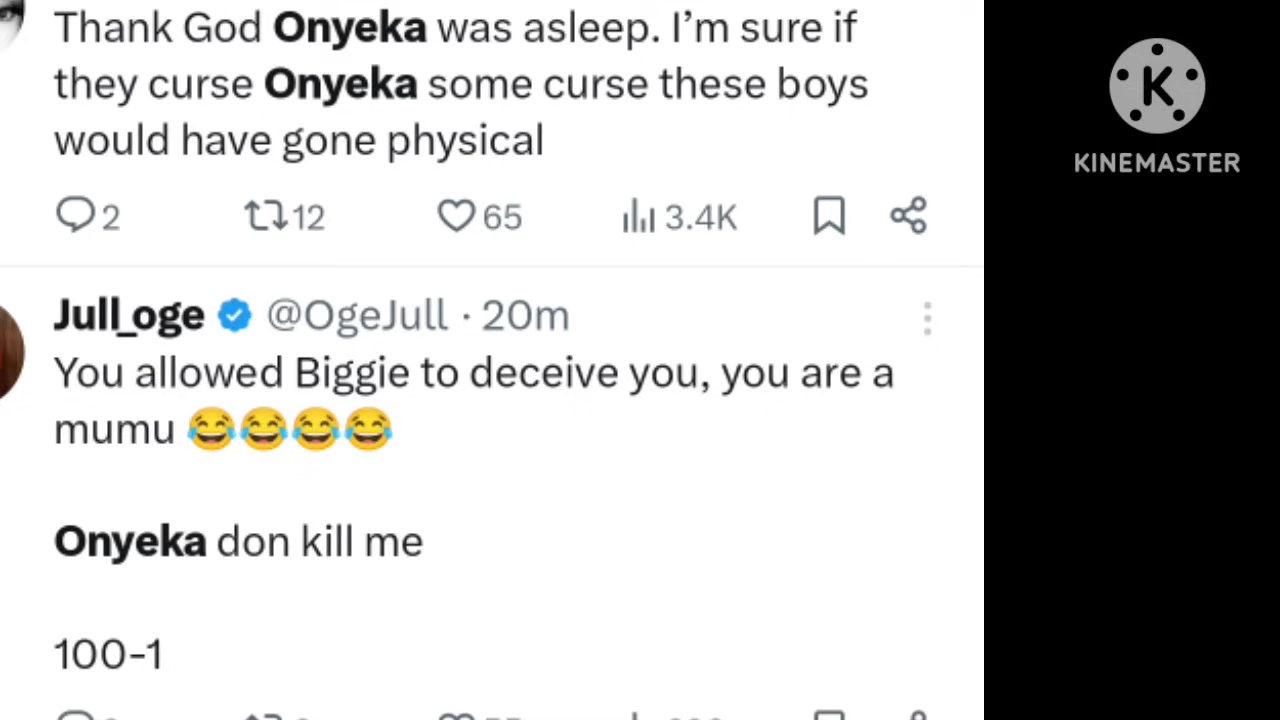 Thank God Onyeka was asleep. I'm sure if
they curse Onyeka some curse these boys
would have gone physical
2 12 65 3.4K
Jull_oge @OgeJull · 20m
You allowed Biggie to deceive you, you are a
mumu 😂😂😂😂
Onyeka don kill me
100-1
K
KINEMASTER